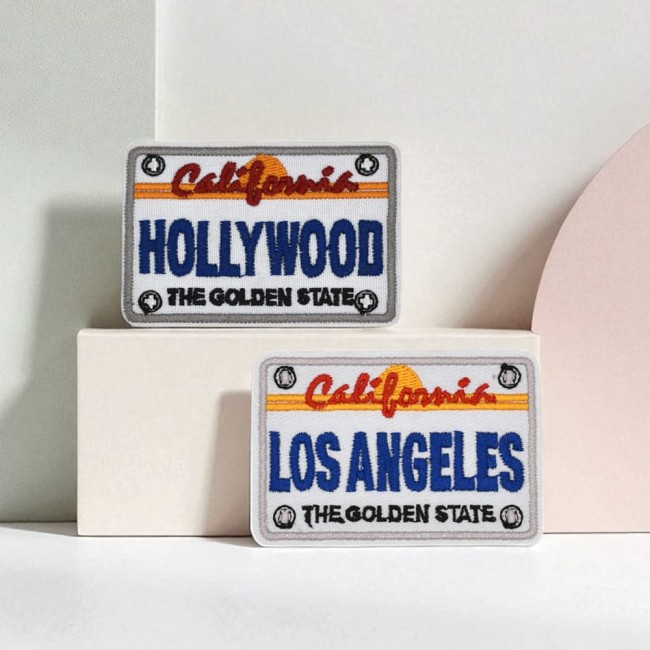 California
HOLLYWOOD
THE GOLDEN STATE
California
LOS ANGELES
THE GOLDEN STATE